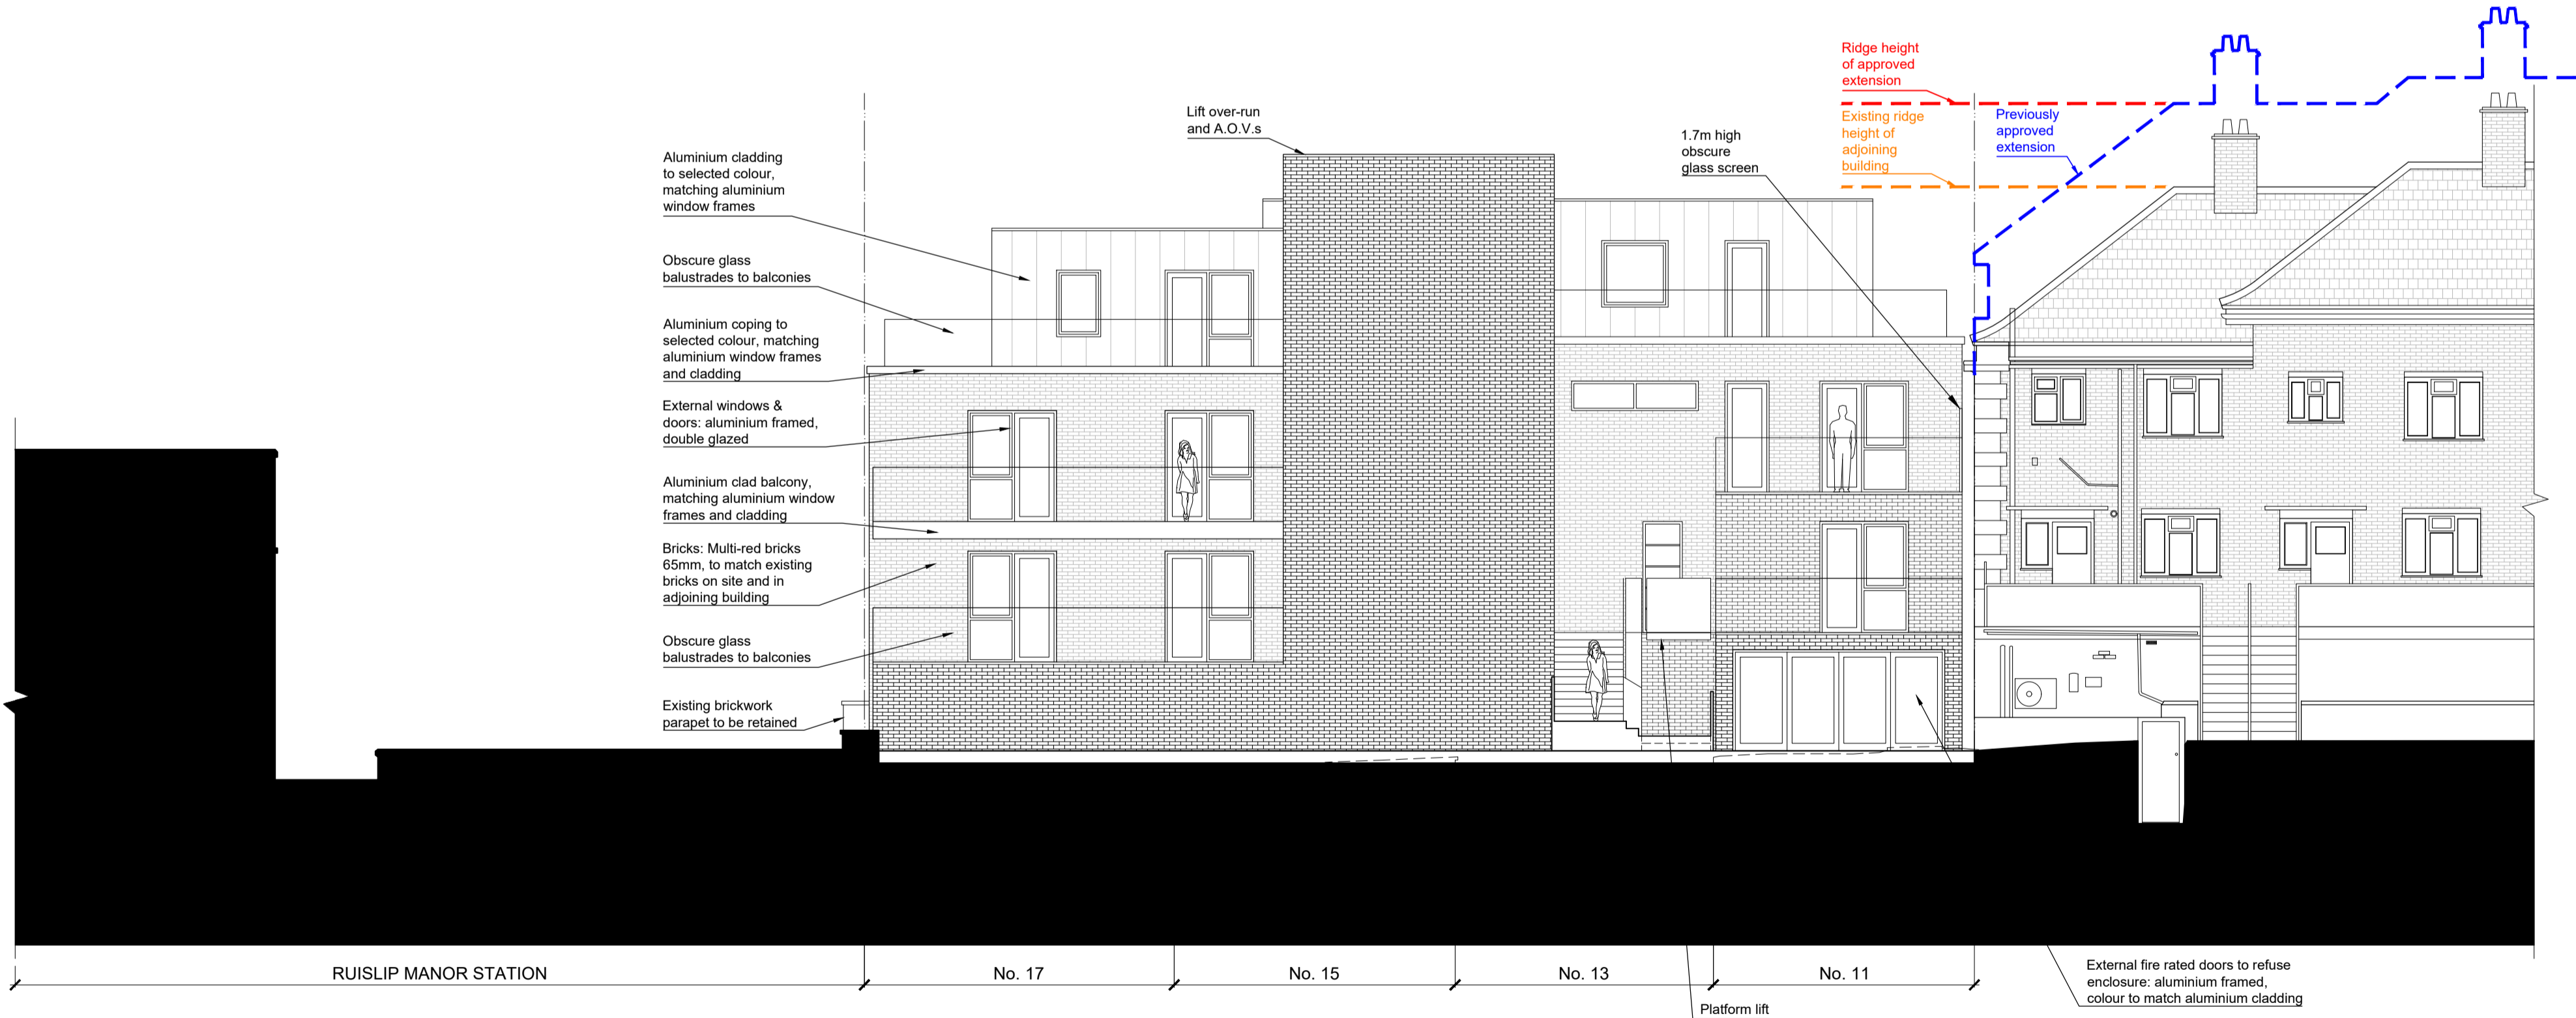 Ridge height
of approved
extension
Existing ridge
height of
adjoining
building
Previously
approved
extension
Lift over-run
and A.O.V.s
1.7m high
obscure
glass screen
Aluminium cladding
to selected colour,
matching aluminium
window frames
Obscure glass
balustrades to balconies
Aluminium coping to
selected colour, matching
aluminium window frames
and cladding
External windows &
doors: aluminium framed,
double glazed
Aluminium clad balcony,
matching aluminium window
frames and cladding
Bricks: Multi-red bricks
65mm, to match existing
bricks on site and in
adjoining building
Obscure glass
balustrades to balconies
Existing brickwork
parapet to be retained
RUISLIP MANOR STATION
No. 17
No. 15
No. 13
No. 11
External fire rated doors to refuse
enclosure: aluminium framed,
colour to match aluminium cladding
Platform lift